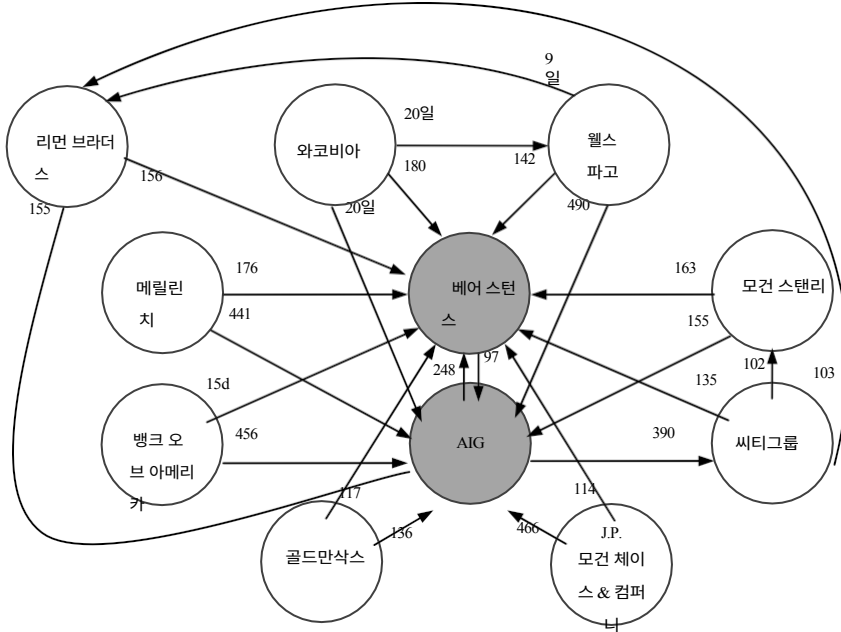 9
일
20일
리먼 브라더
스
와코비아
웰스
파고
156
180
142
155
20일
490
176
메릴린
치
베어 스턴
스
163
모건 스탠리
441
155
248
97
102
103
15d
135
뱅크 오
브 아메리
카
456
AIG
390
씨티그룹
117
114
136
466
골드만삭스
J.P.
모건 체이
스 & 컴퍼
니